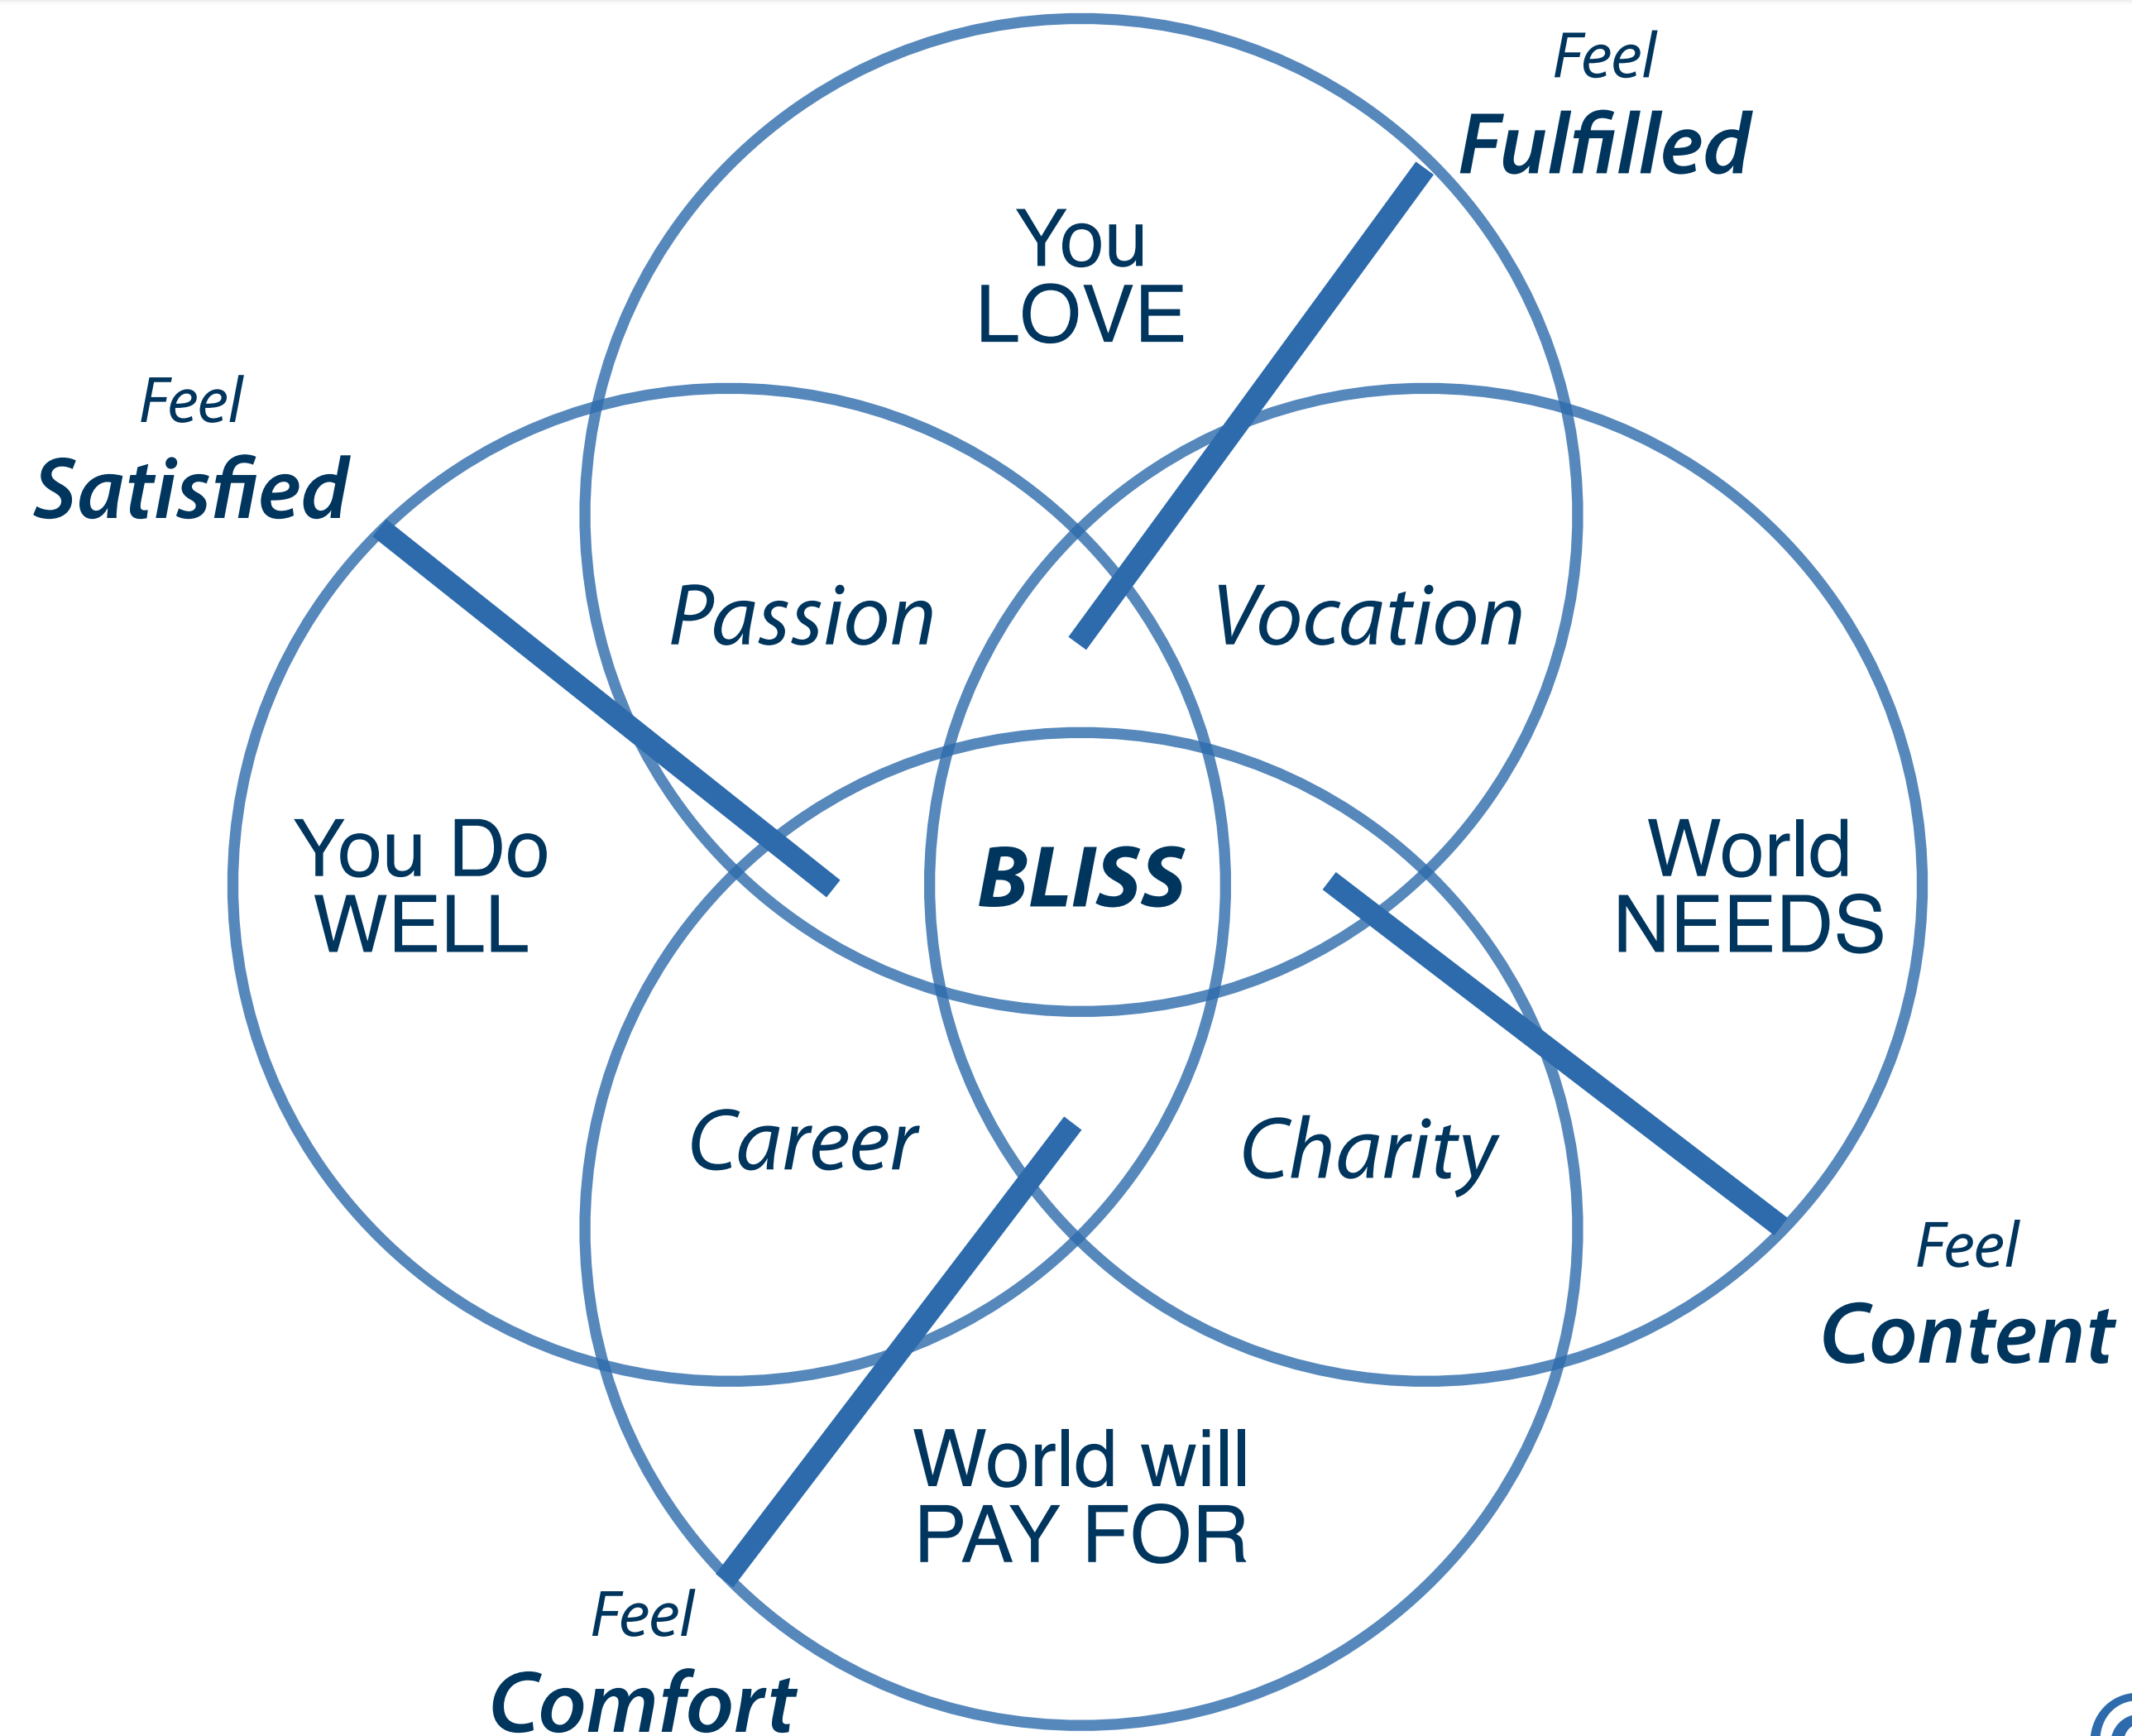 Feel
Fulfilled
You
LOVE
Feel
Satisfied
Passion
Vocation
You Do
WELL
BLISS
World
NEEDS
Career
Charity
Feel
Content
World will
PAY FOR
Feel
Comfort